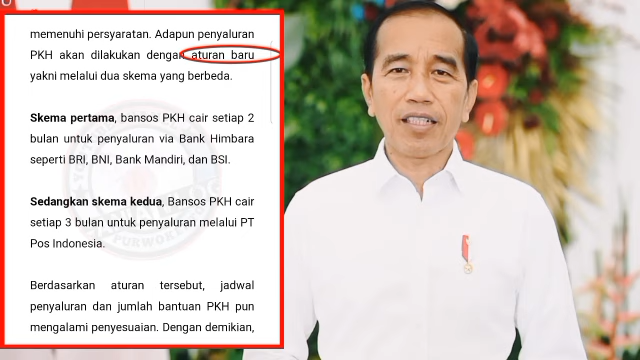 memenuhi persyaratan. Adapun penyaluran
PKH akan dilakukan dengan aturan baru
yakni melalui dua skema yang berbeda.
Skema pertama, bansos PKH cair setiap 2
bulan untuk penyaluran via Bank Himbara
seperti BRI, BNI, Bank Mandiri, dan BSI.
Sedangkan skema kedua, Bansos PKH cair
setiap 3 bulan untuk penyaluran melalui PT
Pos Indonesia.
Berdasarkan aturan tersebut, jadwal
penyaluran dan jumlah bantuan PKH pun
mengalami penyesuaian. Dengan demikian,